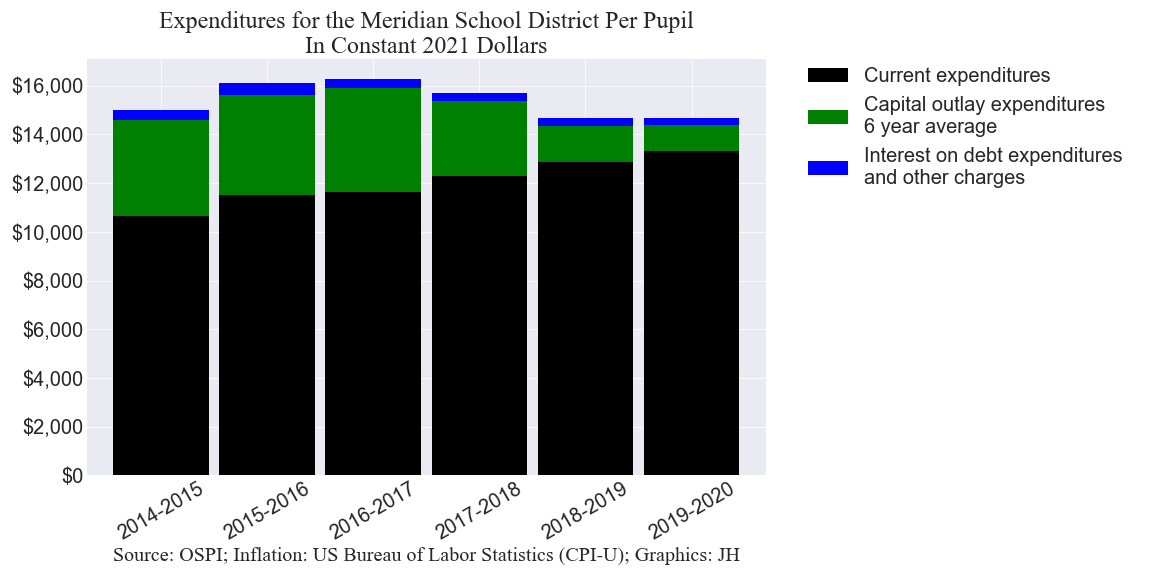 Expenditures for the Meridian School District Per Pupil
In Constant 2021 Dollars
$16,000
$14,000
$12,000
$10,000
$8,000
$6,000
$4,000
$2,000
$0
2014-2015
2015-2016
2016-2017
2017-2018
2018-2019
2019-2020
Current expenditures
Capital outlay expenditures
6 year average
Interest on debt expenditures
and other charges
Source: OSPI; Inflation: US Bureau of Labor Statistics (CPI-U); Graphics: JH